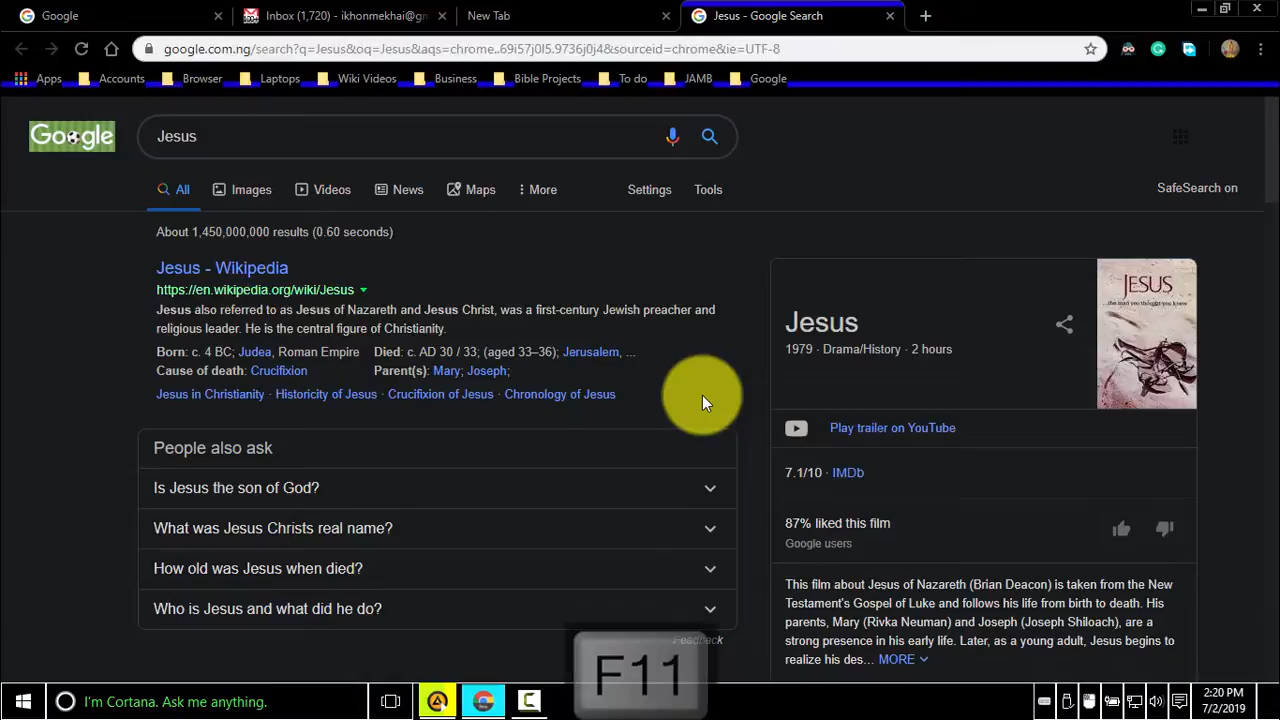 Google
Inbox (1,720) - ikhonmekhai@gm
New Tab
Jesus - Google Search
google.com.ng/search?q=Jesus&oq=Jesus&aqs=chrome..69i57j0l5.9736j0j4&sourceid=chrome&ie=UTF-8
Apps Accounts Browser Laptops Wiki Videos Business Bible Projects To do JAMB Google
Google
Jesus
All Images Videos News Maps More Settings Tools
SafeSearch on
About 1,450,000,000 results (0.60 seconds)
Jesus - Wikipedia
https://en.wikipedia.org/wiki/Jesus
Jesus also referred to as Jesus of Nazareth and Jesus Christ, was a first-century Jewish preacher and
religious leader. He is the central figure of Christianity.
Born: c. 4 BC; Judea, Roman Empire Died: c. AD 30 / 33; (aged 33–36); Jerusalem, ...
Cause of death: Crucifixion Parent(s): Mary; Joseph;
Jesus in Christianity · Historicity of Jesus · Crucifixion of Jesus · Chronology of Jesus
People also ask
Is Jesus the son of God?
What was Jesus Christs real name?
How old was Jesus when died?
Who is Jesus and what did he do?
Feedback
Jesus
1979 · Drama/History · 2 hours
JESUS
...the man you thought you knew
Play trailer on YouTube
7.1/10 · IMDb
87% liked this film
Google users
This film about Jesus of Nazareth (Brian Deacon) is taken from the New
Testament's Gospel of Luke and follows his life from birth to death. His
parents, Mary (Rivka Neuman) and Joseph (Joseph Shiloach), are a
strong presence in his early life. Later, as a young adult, Jesus begins to
realize his des... MORE
F11
I'm Cortana. Ask me anything.
2:20 PM
7/2/2019